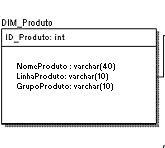 DIM_Produto
ID_Produto: int
NomeProduto : varchar(40)
LinhaProduto: varchar(10)
GrupoProduto: varchar(10)